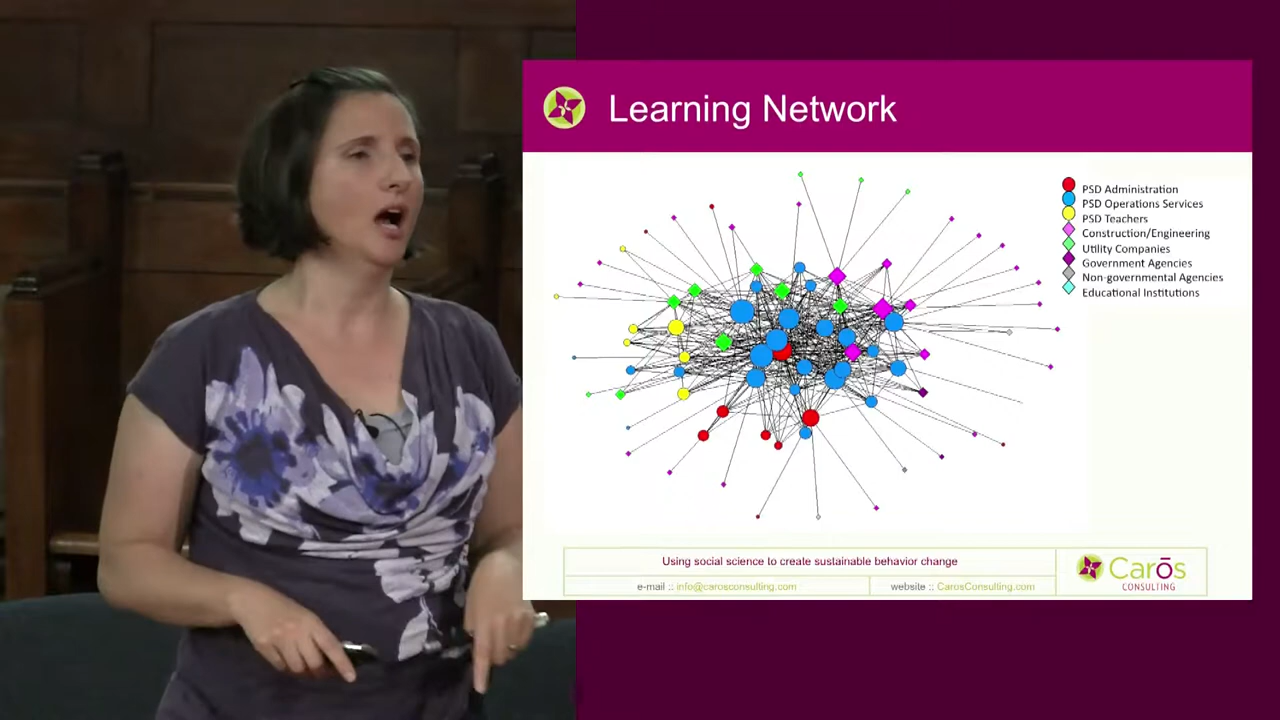 Learning Network
PSD Administration
PSD Operations Services
PSD Teachers
Construction/Engineering
Utility Companies
Government Agencies
Non-governmental Agencies
Educational Institutions
Using social science to create sustainable behavior change
e-mail :: info@carosconsulting.com
website :: CarosConsulting.com
Carōs
CONSULTING